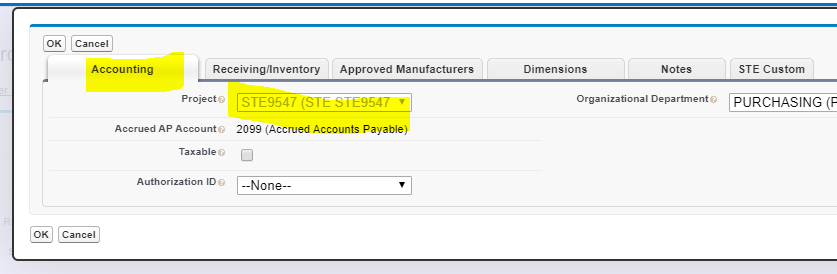 OK Cancel
Accounting Receiving/Inventory Approved Manufacturers Dimensions Notes STE Custom
Project STE9547 (STE STE9547 Organizational Department PURCHASING (P
Accrued AP Account 2099 (Accrued Accounts Payable)
Taxable
Authorization ID --None--
OK Cancel